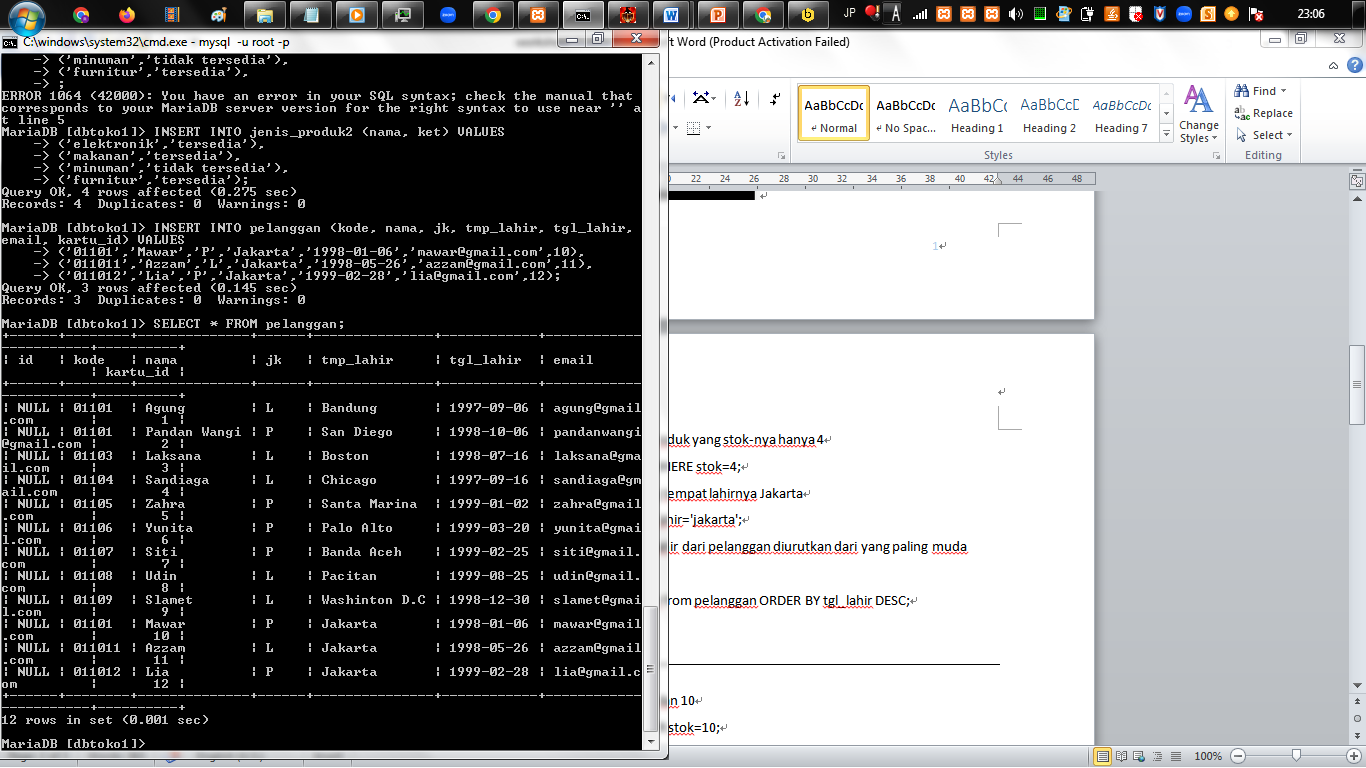 JP
A
23:06
C:\windows\system32\cmd.exe - mysql -u root -p
ft Word (Product Activation Failed)
-> ('minuman','tidak tersedia'),
-> ('furnitur','tersedia'),
-> ;
ERROR 1064 (42000): You have an error in your SQL syntax; check the manual that
corresponds to your MariaDB server version for the right syntax to use near '' a
t line 5
MariaDB [dbtoko1]> INSERT INTO jenis_produk2 (nama, ket) VALUES
-> ('elektronik','tersedia'),
-> ('makanan','tersedia'),
-> ('minuman','tidak tersedia'),
-> ('furnitur','tersedia');
Query OK, 4 rows affected (0.275 sec)
Records: 4  Duplicates: 0  Warnings: 0
MariaDB [dbtoko1]> INSERT INTO pelanggan (kode, nama, jk, tmp_lahir, tgl_lahir,
email, kartu_id) VALUES
-> ('01101','Mawar','P','Jakarta','1998-01-06','mawar@gmail.com',10),
-> ('011011','Azzam','L','Jakarta','1998-05-26','azzam@gmail.com',11),
-> ('011012','Lia','P','Jakarta','1999-02-28','lia@gmail.com',12);
Query OK, 3 rows affected (0.145 sec)
Records: 3  Duplicates: 0  Warnings: 0
MariaDB [dbtoko1]> SELECT * FROM pelanggan;
| id | kode | nama | jk | tmp_lahir | tgl_lahir | email
| kartu_id |
| NULL | 01101 | Agung | L | Bandung | 1997-09-06 | agung@gmail
.com | 1 |
| NULL | 01101 | Pandan Wangi | P | San Diego | 1998-10-06 | pandanwangi
@gmail.com | 2 |
| NULL | 01103 | Laksana | L | Boston | 1998-07-16 | laksana@gma
il.com | 3 |
| NULL | 01104 | Sandiaga | L | Chicago | 1997-09-16 | sandiaga@gm
ail.com | 4 |
| NULL | 01105 | Zahra | P | Santa Marina | 1999-01-02 | zahra@gmail
.com | 5 |
| NULL | 01106 | Yunita | P | Palo Alto | 1999-03-20 | yunita@gmai
l.com | 6 |
| NULL | 01107 | Siti | P | Banda Aceh | 1999-02-25 | siti@gmail.
com | 7 |
| NULL | 01108 | Udin | L | Pacitan | 1999-08-25 | udin@gmail.
com | 8 |
| NULL | 01109 | Slamet | L | Washinton D.C | 1998-12-30 | slamet@gmai
l.com | 9 |
| NULL | 01101 | Mawar | P | Jakarta | 1998-01-06 | mawar@gmail
.com | 10 |
| NULL | 011011 | Azzam | L | Jakarta | 1998-05-26 | azzam@gmail
.com | 11 |
| NULL | 011012 | Lia | P | Jakarta | 1999-02-28 | lia@gmail.c
om | 12 |
12 rows in set (0.001 sec)
MariaDB [dbtoko1]>
AaBbCcDc AaBbCcDc AaBbCc AaBbCc AaBbCcD
Normal No Spac... Heading 1 Heading 2 Heading 7
Change
Styles
Find
Replace
Select
Styles
Editing
22 24 26 28 30 32 34 36 38 40 42 44 46 48
1
duk yang stok-nya hanya 4
HERE stok=4;
empat lahirnya Jakarta
hir='jakarta';
ir dari pelanggan diurutkan dari yang paling muda
rom pelanggan ORDER BY tgl_lahir DESC;
n 10
stok=10;
100%